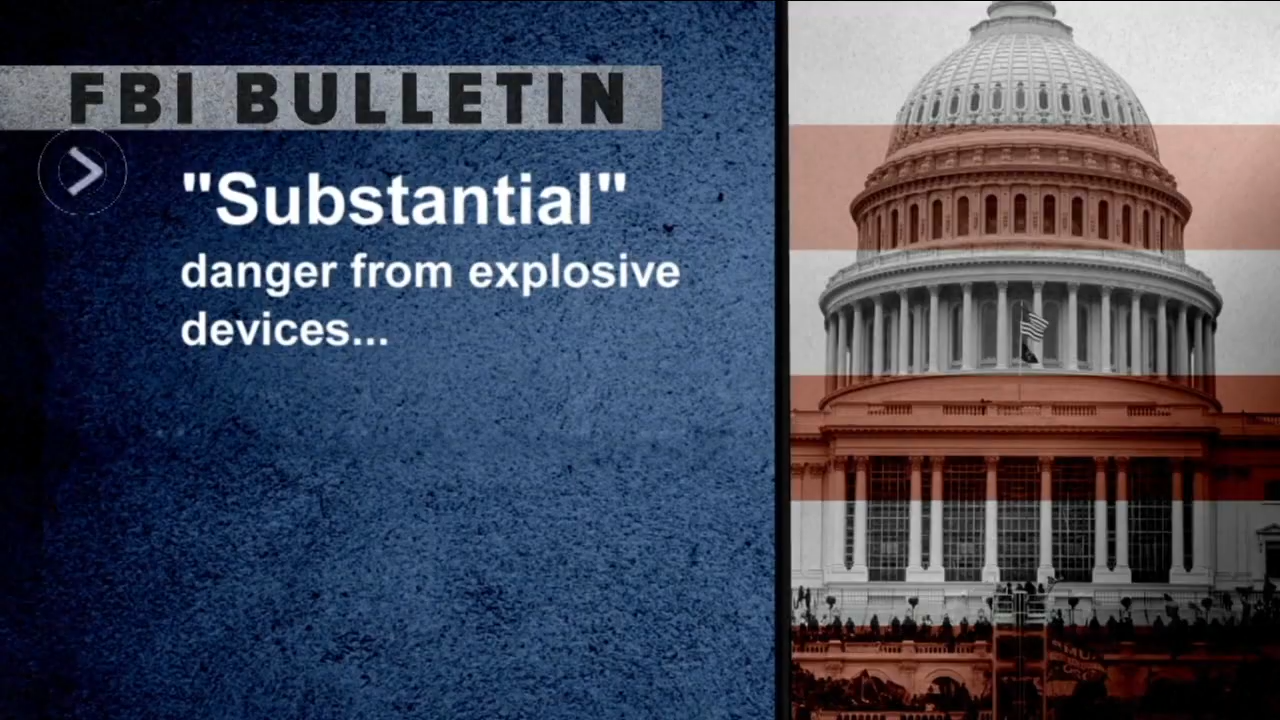 FBI BULLETIN
"Substantial"
danger from explosive
devices...